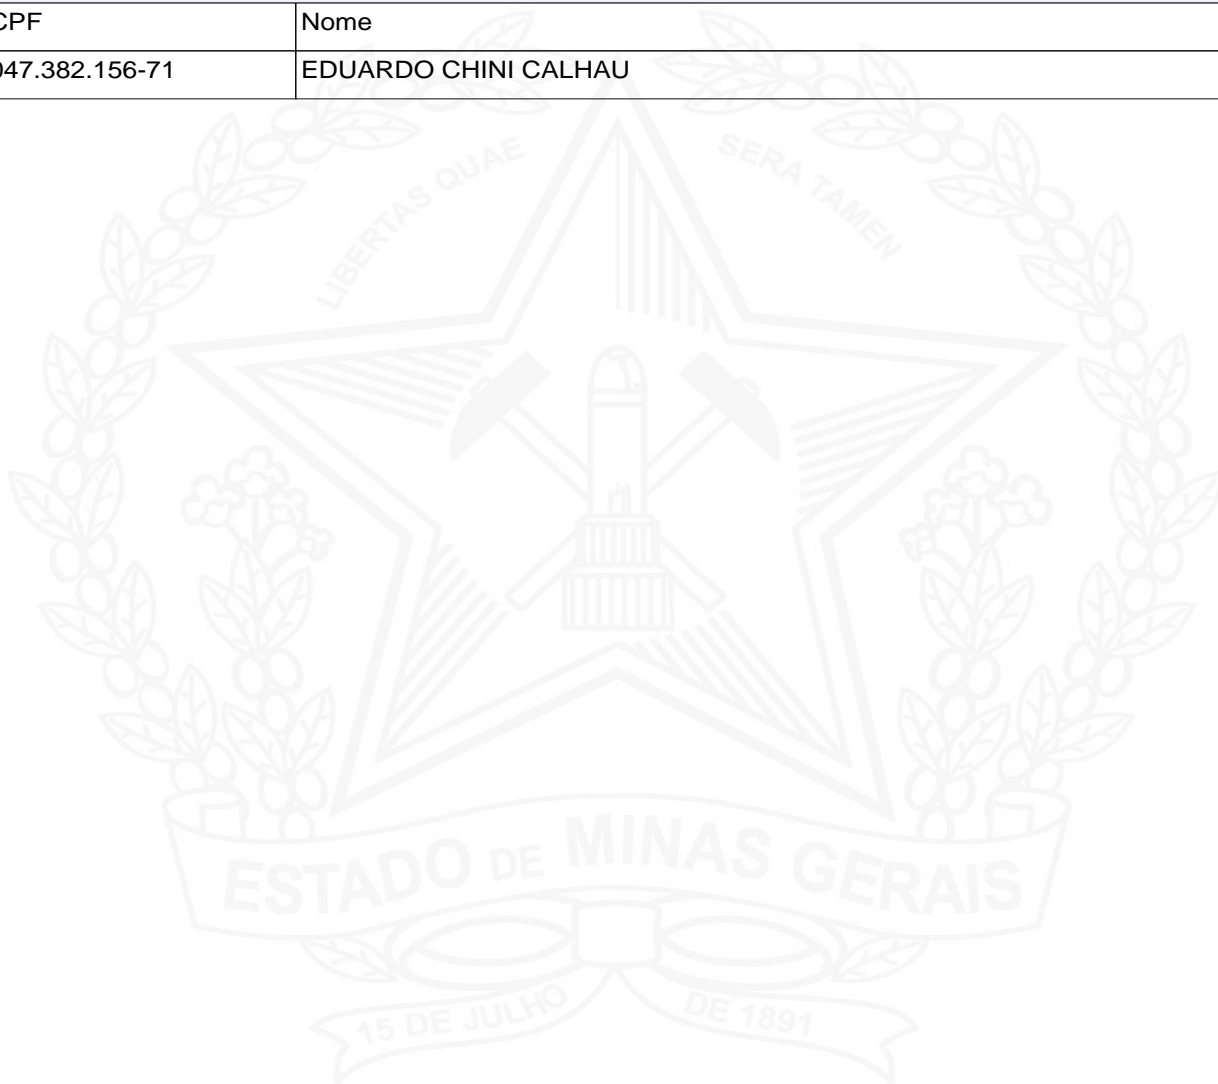 CPF Nome
047.382.156-71 EDUARDO CHINI CALHAU
LIBERTAS QUAE SERA TAMEN
ESTADO DE MINAS GERAIS
15 DE JULHO DE 1891